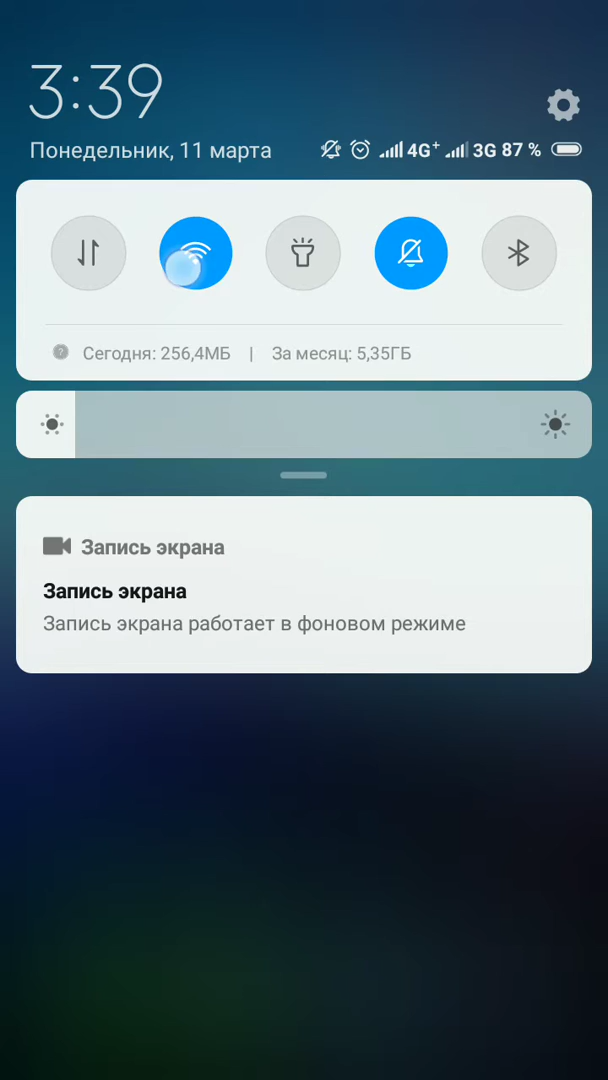 3:39
Понедельник, 11 марта 4G+ 3G 87 %
Сегодня: 256,4МБ | За месяц: 5,35ГБ
Запись экрана
Запись экрана
Запись экрана работает в фоновом режиме